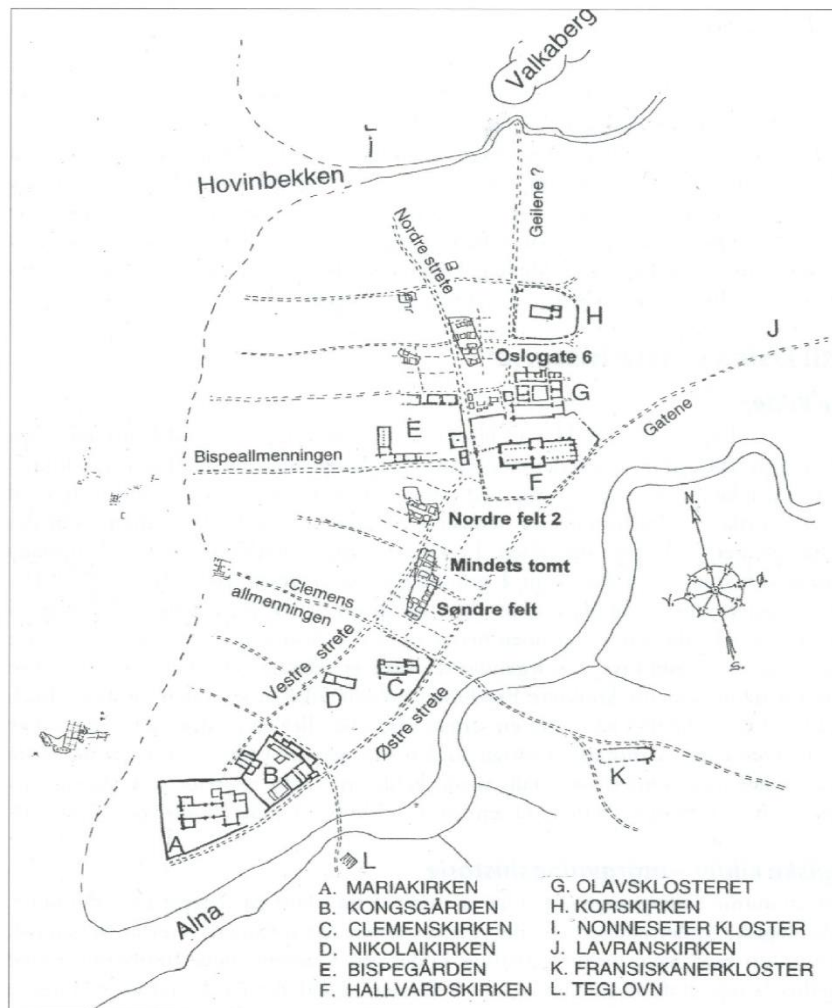 Valkaberg
I
r
Hovinbekken
Geilene ?
Nordre strete
H
J
Oslogate 6
G
Gatene
E
Bispeallmenningen
F
Nordre felt 2
N.
Mindets tomt
Clemens
allmenningen
Søndre felt
V.
Ø.
S.
Vestre strete
D
C
Østre strete
B
K
A
L
Alna
A. MARIAKIRKEN
B. KONGSGÅRDEN
C. CLEMENSKIRKEN
D. NIKOLAIKIRKEN
E. BISPEGÅRDEN
F. HALLVARDSKIRKEN
G. OLAVSKLOSTERET
H. KORSKIRKEN
I. NONNESETER KLOSTER
J. LAVRANSKIRKEN
K. FRANSISKANERKLOSTER
L. TEGLOVN